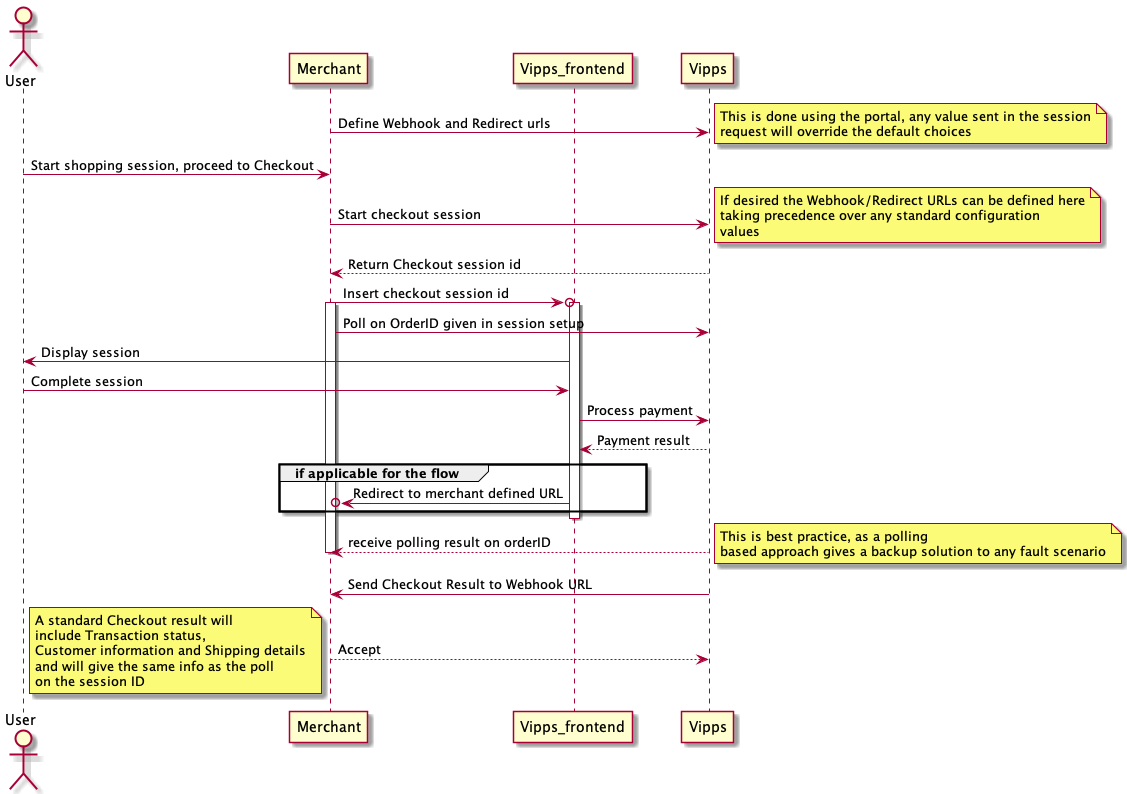 User
Merchant
Vipps_frontend
Vipps
Define Webhook and Redirect urls
This is done using the portal, any value sent in the session
request will override the default choices
Start shopping session, proceed to Checkout
Start checkout session
If desired the Webhook/Redirect URLs can be defined here
taking precedence over any standard configuration
values
Return Checkout session id
Insert checkout session id
Poll on OrderID given in session setup
Display session
Complete session
Process payment
Payment result
if applicable for the flow
Redirect to merchant defined URL
receive polling result on orderID
This is best practice, as a polling
based approach gives a backup solution to any fault scenario
Send Checkout Result to Webhook URL
A standard Checkout result will
include Transaction status,
Customer information and Shipping details
and will give the same info as the poll
on the session ID
Accept
User
Merchant
Vipps_frontend
Vipps